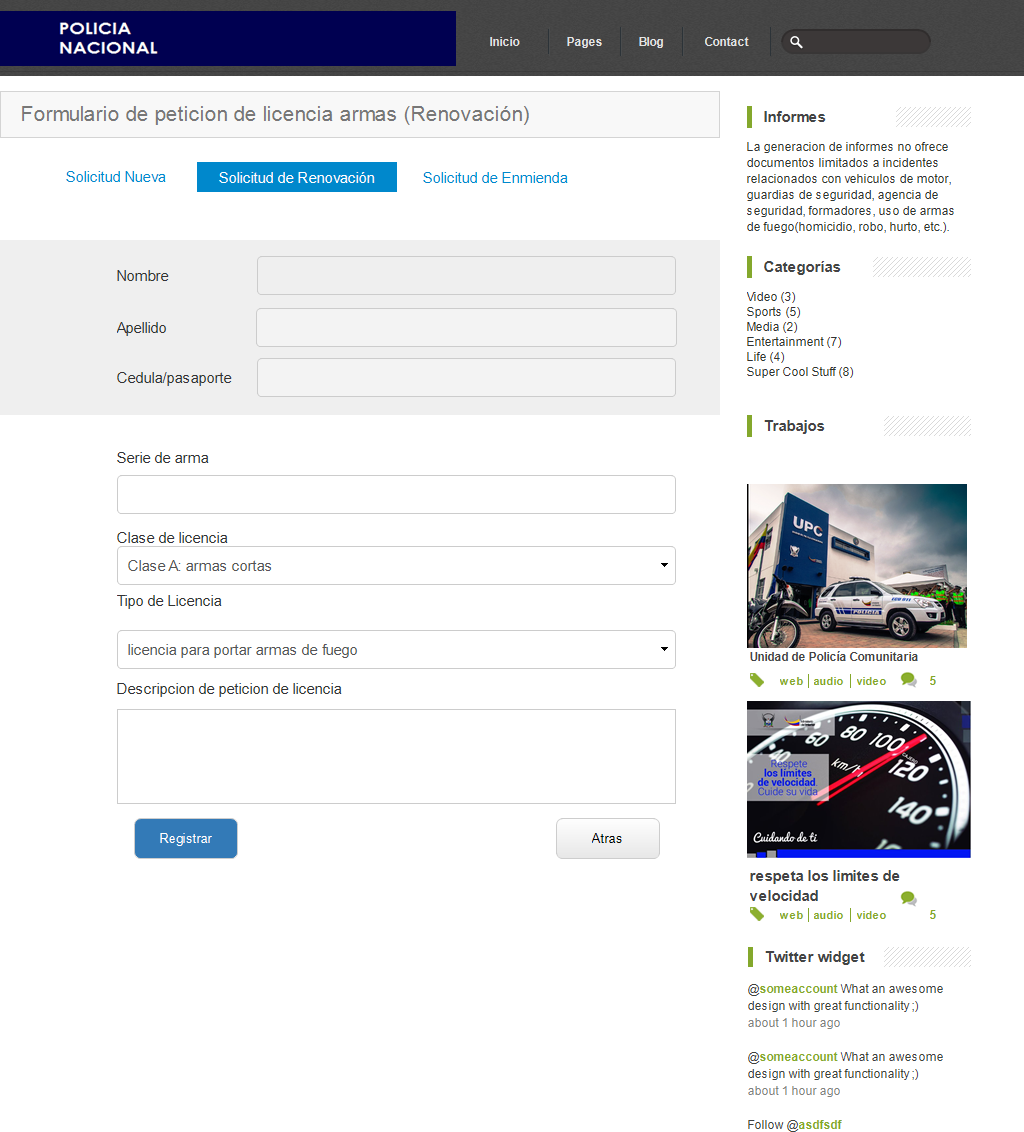 POLICIA
NACIONAL
Inicio
Pages
Blog
Contact
Formulario de peticion de licencia armas (Renovación)
Solicitud Nueva
Solicitud de Renovación
Solicitud de Enmienda
Nombre
Apellido
Cedula/pasaporte
Serie de arma
Clase de licencia
Clase A: armas cortas
Tipo de Licencia
licencia para portar armas de fuego
Descripcion de peticion de licencia
Registrar
Atras
Informes
La generacion de informes no ofrece
documentos limitados a incidentes
relacionados con vehiculos de motor,
guardias de seguridad, agencia de
seguridad, formadores, uso de armas
de fuego(homicidio, robo, hurto, etc.).
Categorías
Video (3)
Sports (5)
Media (2)
Entertainment (7)
Life (4)
Super Cool Stuff (8)
Trabajos
UPC
POLICIA
Unidad de Policía Comunitaria
web | audio | video 5
60 80 100 120 140
km/h
Respete
los límites
de velocidad.
Cuide su vida
Cuidando de ti
respeta los limites de
velocidad
web | audio | video 5
Twitter widget
@someaccount What an awesome
design with great functionality ;)
about 1 hour ago
@someaccount What an awesome
design with great functionality ;)
about 1 hour ago
Follow @asdfsdf